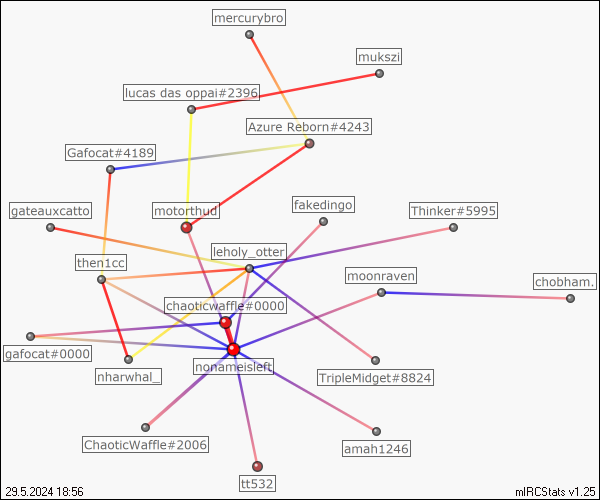 mercurybro
mukszi
lucas das oppai#2396
Azure Reborn#4243
Gafocat#4189
gateauxcatto
motorthud
fakedingo
Thinker#5995
leholy_otter
then1cc
moonraven
chobham.
chaoticwaffle#0000
gafocat#0000
nonameisleft
nharwhal_
TripleMidget#8824
ChaoticWaffle#2006
amah1246
tt532
29.5.2024 18:56
mIRCStats v1.25